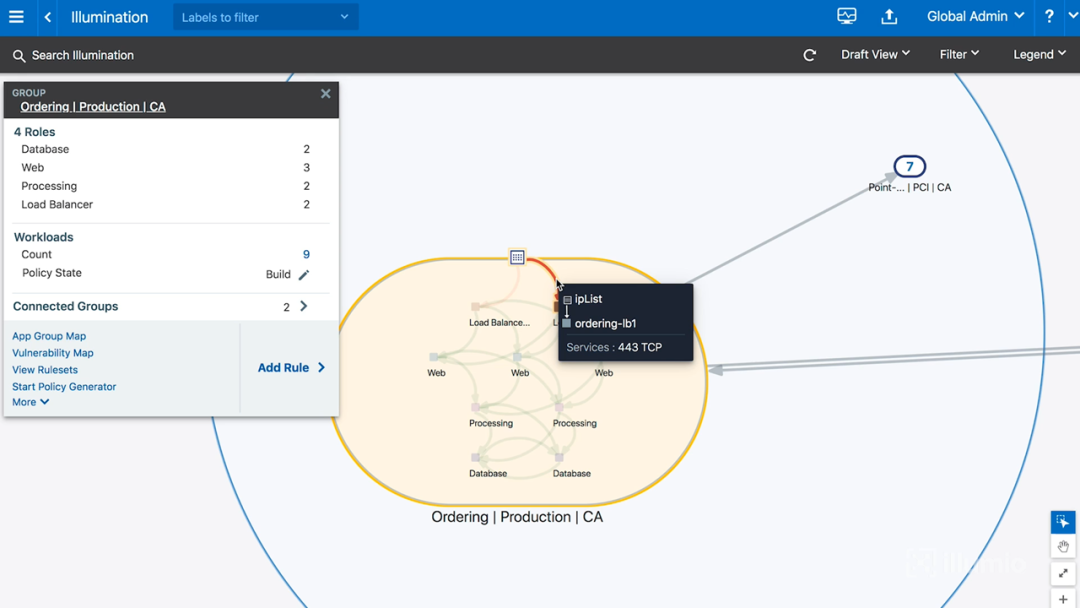 Illumination
Labels to filter
Global Admin
?
Search Illumination
Draft View
Filter
Legend
GROUP
Ordering | Production | CA
4 Roles
Database 2
Web 3
Processing 2
Load Balancer 2
Workloads
Count 9
Policy State Build
Connected Groups 2
App Group Map
Vulnerability Map
View Rulesets
Start Policy Generator
More
Add Rule
7
Point-... | PCI | CA
ipList
ordering-lb1
Services : 443 TCP
Load Balance...
Web Web Web
Processing Processing
Database Database
Ordering | Production | CA